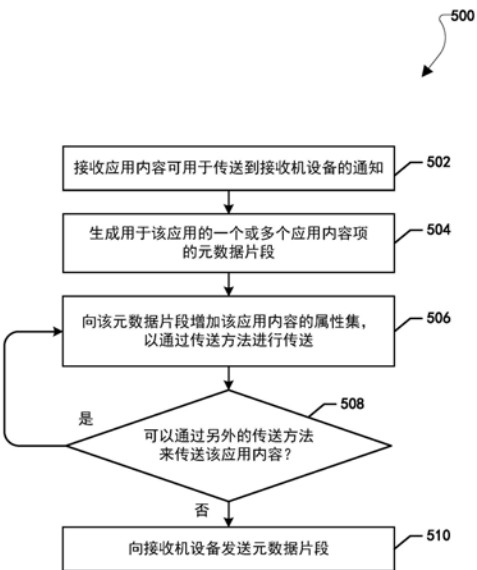 500
接收应用内容可用于传送到接收机设备的通知
502
生成用于该应用的一个或多个应用内容项
的元数据片段
504
向该元数据片段增加该应用内容的属性集，
以通过传送方法进行传送
506
508
是
可以通过另外的传送方法
来传送该应用内容？
否
向接收机设备发送元数据片段
510